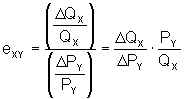 e_XY = (ΔQ_X / Q_X) / (ΔP_Y / P_Y) = ΔQ_X / ΔP_Y · P_Y / Q_X